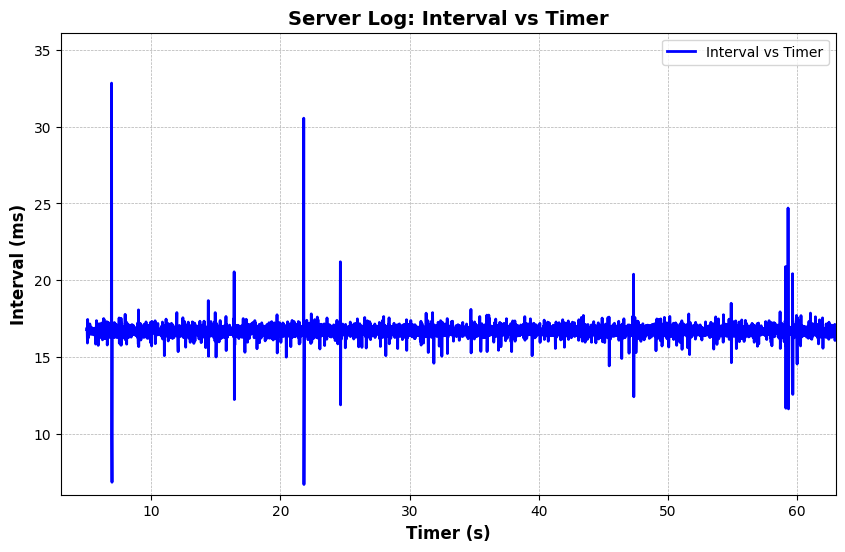 Server Log: Interval vs Timer
Interval vs Timer
35
30
25
20
15
10
Interval (ms)
10 20 30 40 50 60
Timer (s)